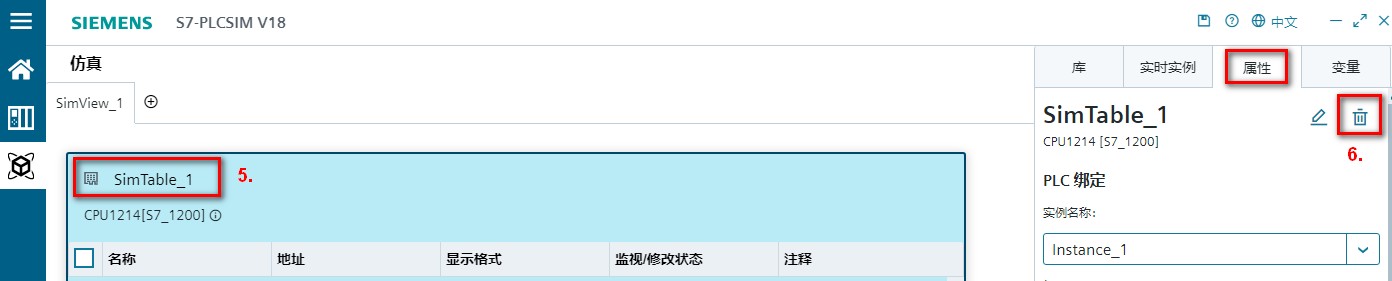 SIEMENS S7-PLCSIM V18 中文
仿真
库 实时实例 属性 变量
SimView_1
SimTable_1
CPU1214 [S7_1200]
6.
SimTable_1 5.
PLC 绑定
CPU1214[S7_1200]
实例名称:
Instance_1
名称 地址 显示格式 监视/修改状态 注释